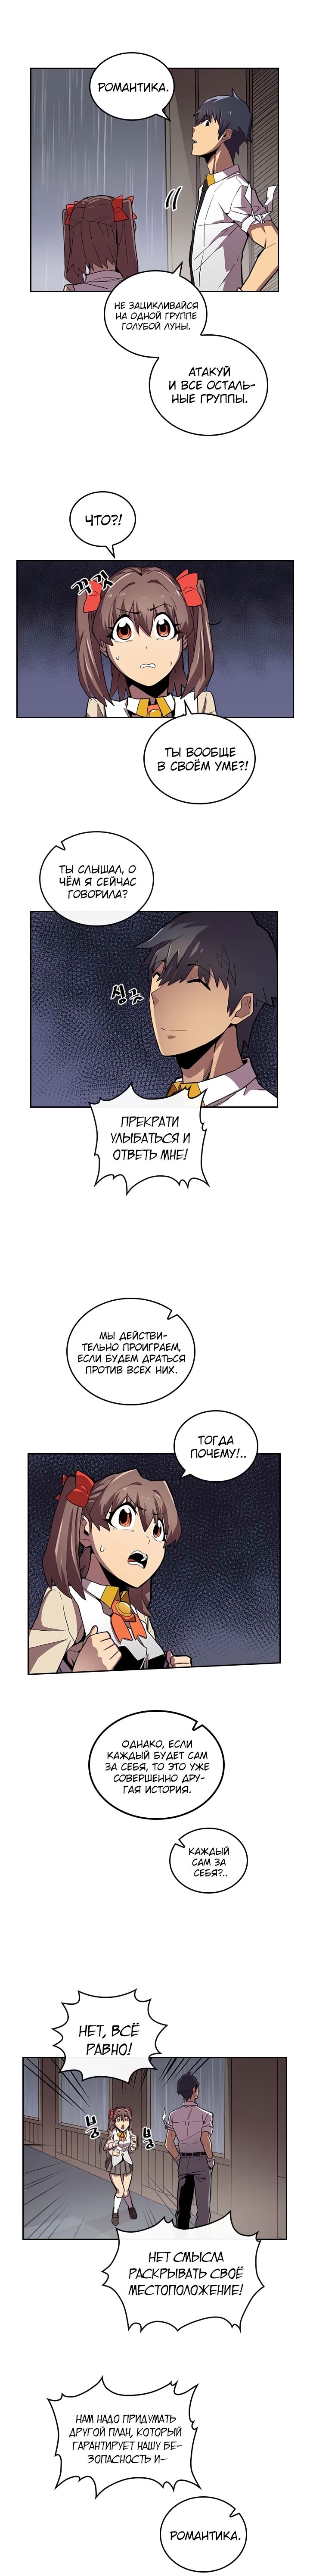 РОМАНТИКА.
НЕ ЗАЦИКЛИВАЙСЯ
НА ОДНОЙ ГРУППЕ
ГОЛУБОЙ ЛУНЫ.
АТАКУЙ
И ВСЕ ОСТАЛЬ-
НЫЕ ГРУППЫ.
ЧТО?!
ТЫ ВООБЩЕ
В СВОЁМ УМЕ?!
ТЫ СЛЫШАЛ, О
ЧЁМ Я СЕЙЧАС
ГОВОРИЛА?
ПРЕКРАТИ
УЛЫБАТЬСЯ И
ОТВЕТЬ МНЕ!
МЫ ДЕЙСТВИ-
ТЕЛЬНО ПРОИГРАЕМ,
ЕСЛИ БУДЕМ ДРАТЬСЯ
ПРОТИВ ВСЕХ НИХ.
ТОГДА
ПОЧЕМУ!..
ОДНАКО, ЕСЛИ
КАЖДЫЙ БУДЕТ САМ
ЗА СЕБЯ, ТО ЭТО УЖЕ
СОВЕРШЕННО ДРУ-
ГАЯ ИСТОРИЯ.
КАЖДЫЙ
САМ ЗА
СЕБЯ?..
НЕТ, ВСЁ
РАВНО!
НЕТ СМЫСЛА
РАСКРЫВАТЬ СВОЁ
МЕСТОПОЛОЖЕНИЕ!
НАМ НАДО ПРИДУМАТЬ
ДРУГОЙ ПЛАН, КОТОРЫЙ
ГАРАНТИРУЕТ НАШУ БЕ-
ЗОПАСНОСТЬ И-
РОМАНТИКА.